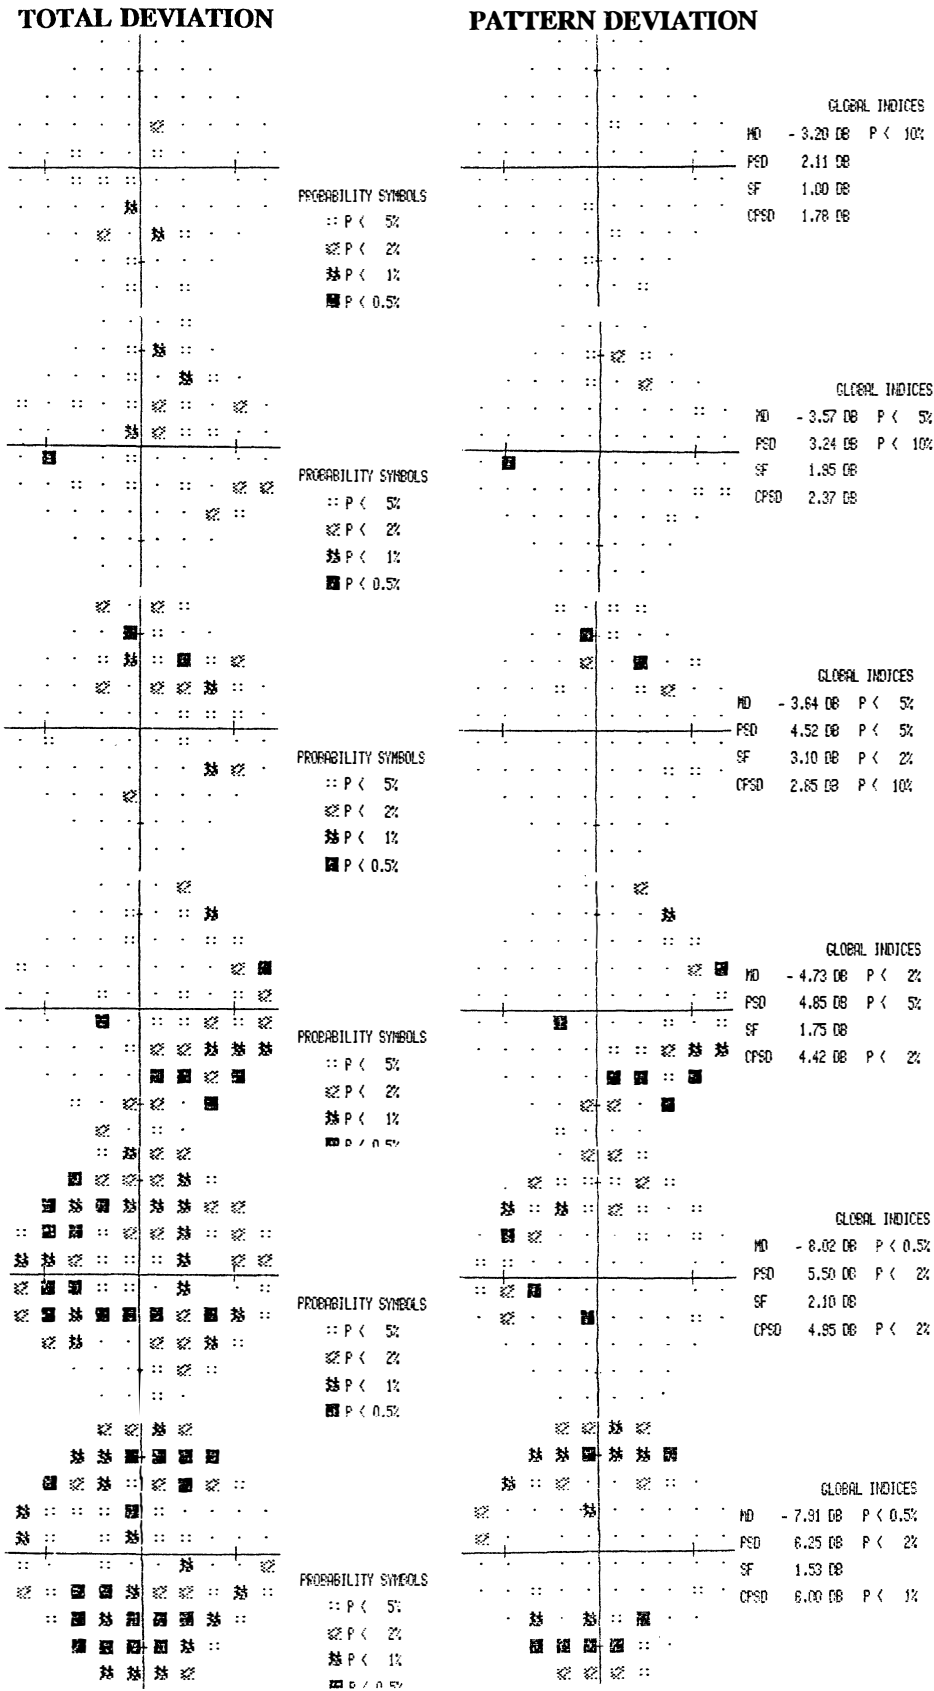 TOTAL DEVIATION
PATTERN DEVIATION
GLOBAL INDICES
MD - 3.20 DB P < 10%
PSD 2.11 DB
SF 1.00 DB
CPSD 1.78 DB
PROBABILITY SYMBOLS
:: P < 5%
P < 2%
P < 1%
P < 0.5%
GLOBAL INDICES
MD - 3.57 DB P < 5%
PSD 3.24 DB P < 10%
SF 1.95 DB
CPSD 2.37 DB
PROBABILITY SYMBOLS
:: P < 5%
P < 2%
P < 1%
P < 0.5%
GLOBAL INDICES
MD - 3.64 DB P < 5%
PSD 4.52 DB P < 5%
SF 3.10 DB P < 2%
CPSD 2.65 DB P < 10%
PROBABILITY SYMBOLS
:: P < 5%
P < 2%
P < 1%
P < 0.5%
GLOBAL INDICES
MD - 4.73 DB P < 2%
PSD 4.85 DB P < 5%
SF 1.75 DB
CPSD 4.42 DB P < 2%
PROBABILITY SYMBOLS
:: P < 5%
P < 2%
P < 1%
P < 0.5%
GLOBAL INDICES
MD - 8.02 DB P < 0.5%
PSD 5.50 DB P < 2%
SF 2.10 DB
CPSD 4.95 DB P < 2%
PROBABILITY SYMBOLS
:: P < 5%
P < 2%
P < 1%
P < 0.5%
GLOBAL INDICES
MD - 7.91 DB P < 0.5%
PSD 6.25 DB P < 2%
SF 1.53 DB
CPSD 6.00 DB P < 1%
PROBABILITY SYMBOLS
:: P < 5%
P < 2%
P < 1%
P < 0.5%